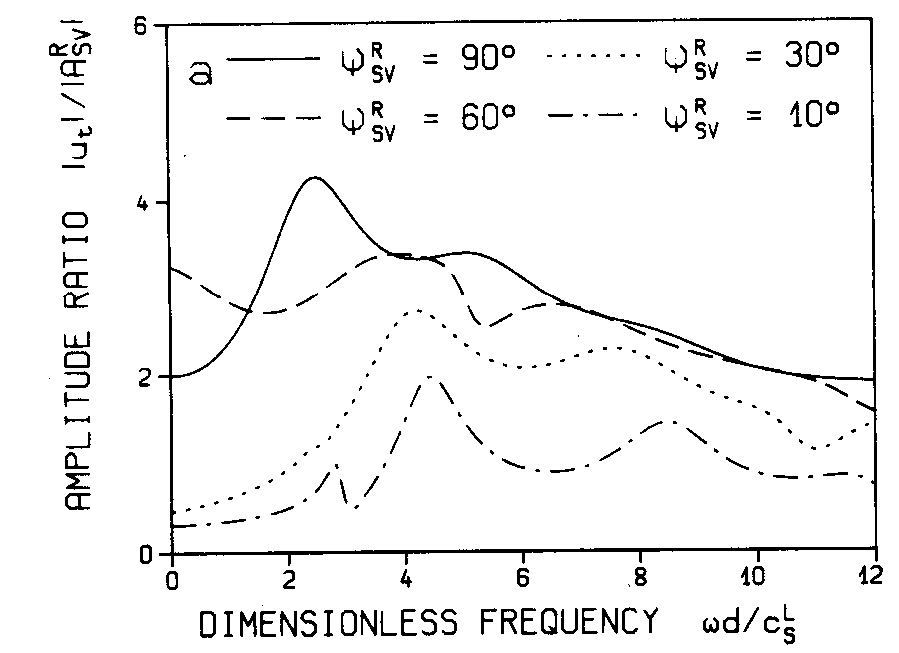 6
4
2
0
AMPLITUDE RATIO |u_t|/|A^R_SV|
a
ψ^R_SV = 90°
ψ^R_SV = 30°
ψ^R_SV = 60°
ψ^R_SV = 10°
0 2 4 6 8 10 12
DIMENSIONLESS FREQUENCY ωd/c^L_S